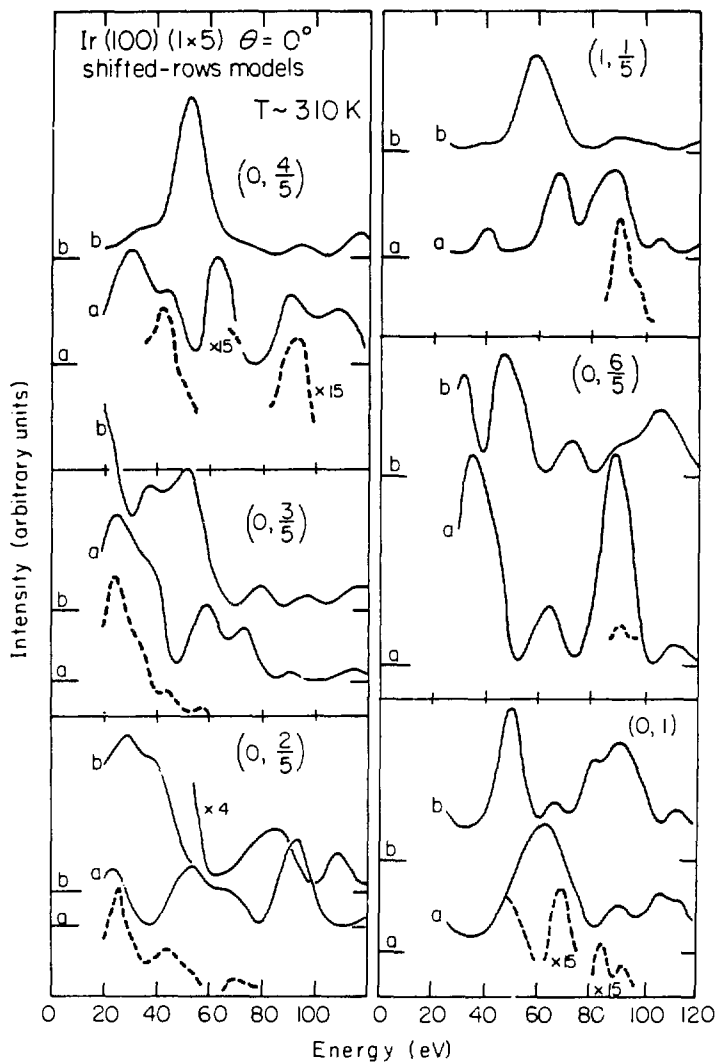 Ir (100) (1×5) θ = 0°
shifted-rows models
T ~ 310 K
(0, 4/5)
b
b
a
a
×15
×15
b
(0, 3/5)
a
b
a
(0, 2/5)
b
×4
b
a
a
0 20 40 60 80 100
(1, 1/5)
b
b
a
a
(0, 6/5)
b
b
a
a
(0, 1)
b
b
a
a
×15
×15
0 20 40 60 80 100 120
Intensity (arbitrary units)
Energy (eV)